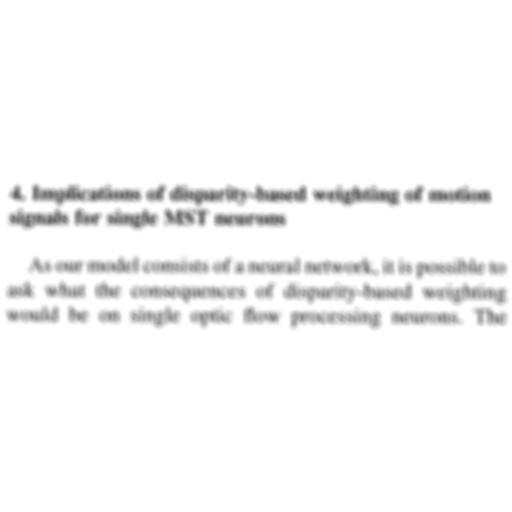 4. Implications of disparity-based weighting of motion
signals for single MST neurons
As our model consists of a neural network, it is possible to
ask what the consequences of disparity-based weighting
would be on single optic flow processing neurons. The